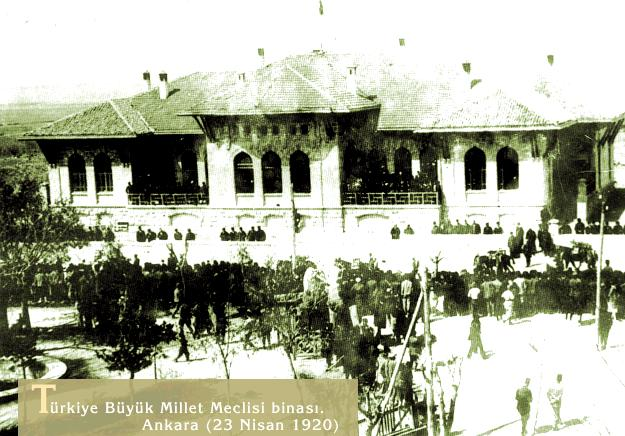 Türkiye Büyük Millet Meclisi binası.
Ankara (23 Nisan 1920)